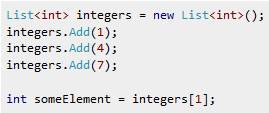 List<int> integers = new List<int>();
integers.Add(1);
integers.Add(4);
integers.Add(7);
int someElement = integers[1];